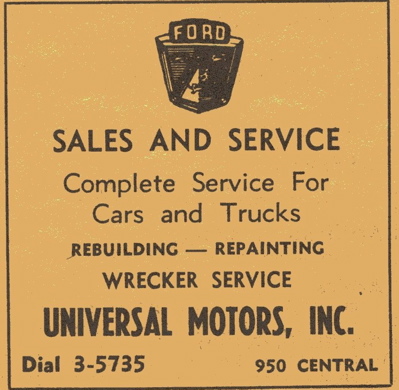 FORD
SALES AND SERVICE
Complete Service For
Cars and Trucks
REBUILDING — REPAINTING
WRECKER SERVICE
UNIVERSAL MOTORS, INC.
Dial 3-5735 950 CENTRAL